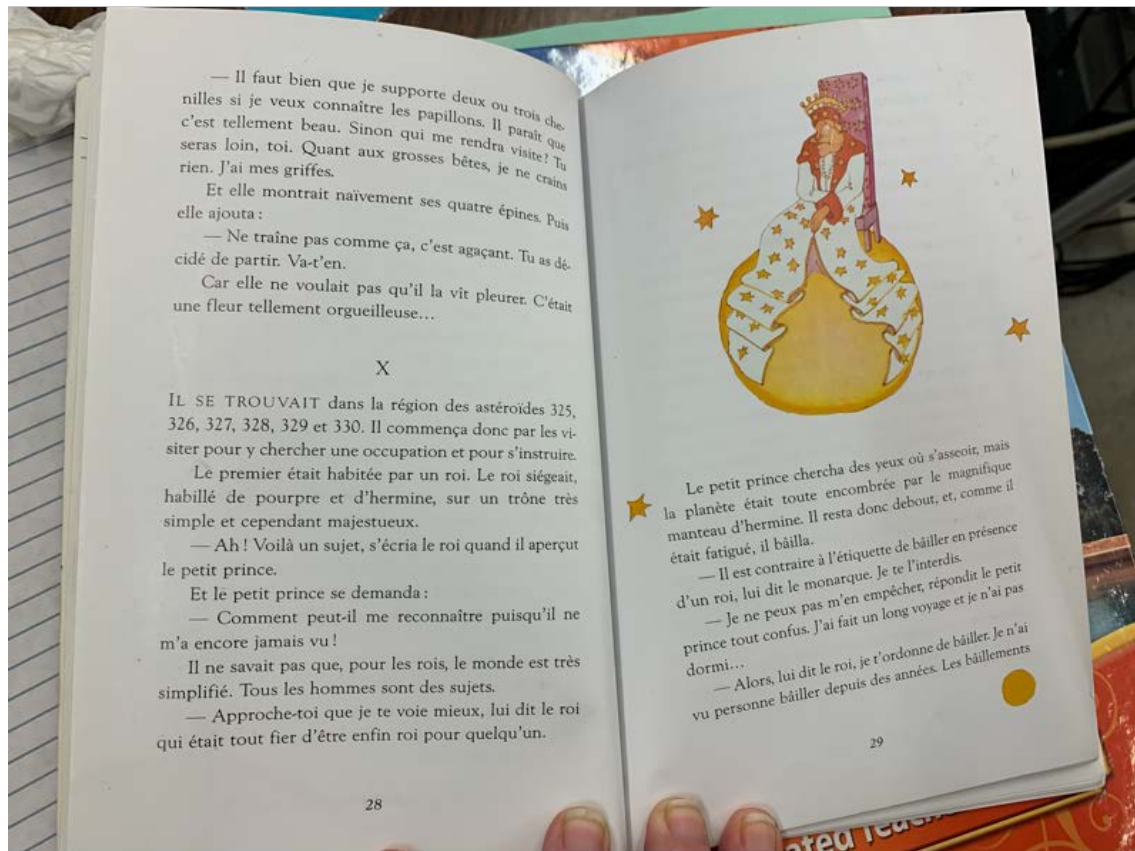 — Il faut bien que je supporte deux ou trois che-
nilles si je veux connaître les papillons. Il paraît que
c'est tellement beau. Sinon qui me rendra visite ? Tu
seras loin, toi. Quant aux grosses bêtes, je ne crains
rien. J'ai mes griffes.
Et elle montrait naïvement ses quatre épines. Puis
elle ajouta :
— Ne traîne pas comme ça, c'est agaçant. Tu as dé-
cidé de partir. Va-t'en.
Car elle ne voulait pas qu'il la vît pleurer. C'était
une fleur tellement orgueilleuse…
X
IL SE TROUVAIT dans la région des astéroïdes 325,
326, 327, 328, 329 et 330. Il commença donc par les vi-
siter pour y chercher une occupation et pour s'instruire.
Le premier était habitée par un roi. Le roi siégeait,
habillé de pourpre et d'hermine, sur un trône très
simple et cependant majestueux.
— Ah ! Voilà un sujet, s'écria le roi quand il aperçut
le petit prince.
Et le petit prince se demanda :
— Comment peut-il me reconnaître puisqu'il ne
m'a encore jamais vu !
Il ne savait pas que, pour les rois, le monde est très
simplifié. Tous les hommes sont des sujets.
— Approche-toi que je te voie mieux, lui dit le roi
qui était tout fier d'être enfin roi pour quelqu'un.
28
Le petit prince chercha des yeux où s'asseoir, mais
la planète était toute encombrée par le magnifique
manteau d'hermine. Il resta donc debout, et, comme il
était fatigué, il bâilla.
— Il est contraire à l'étiquette de bâiller en présence
d'un roi, lui dit le monarque. Je te l'interdis.
— Je ne peux pas m'en empêcher, répondit le petit
prince tout confus. J'ai fait un long voyage et je n'ai pas
dormi…
— Alors, lui dit le roi, je t'ordonne de bâiller. Je n'ai
vu personne bâiller depuis des années. Les bâillements
29